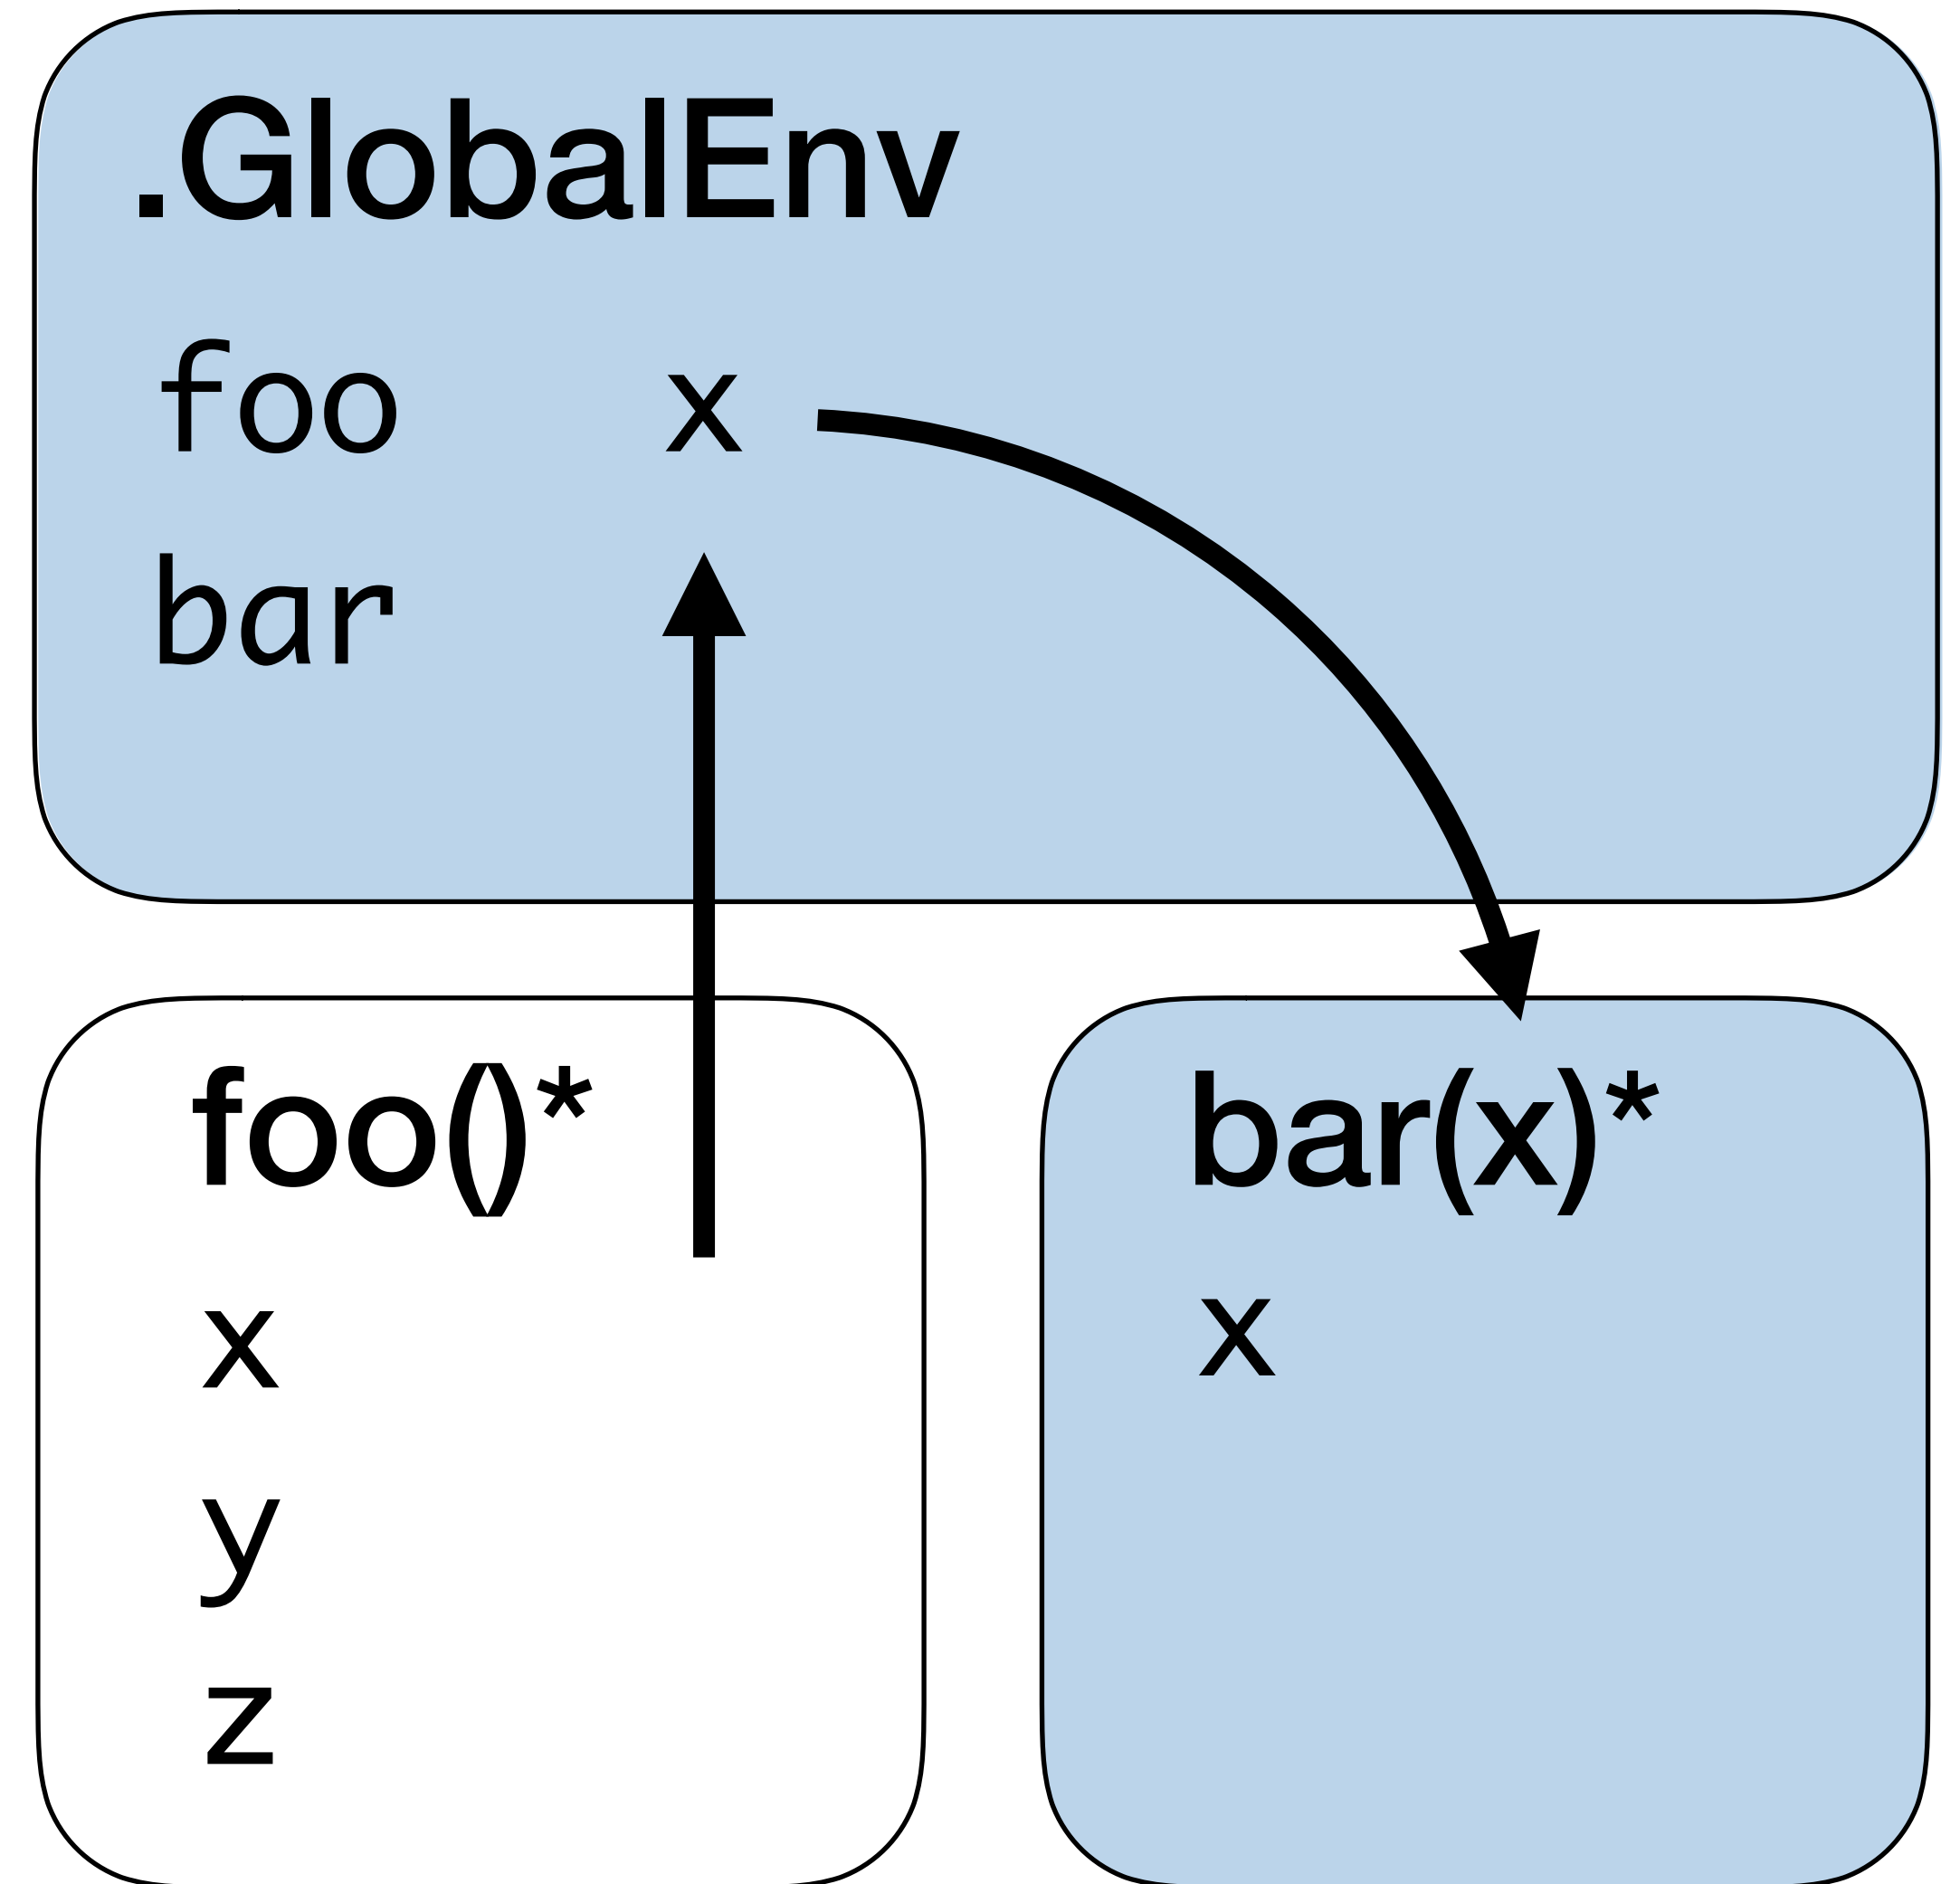 .GlobalEnv
foo x
bar
foo()*
x
y
z
bar(x)*
x